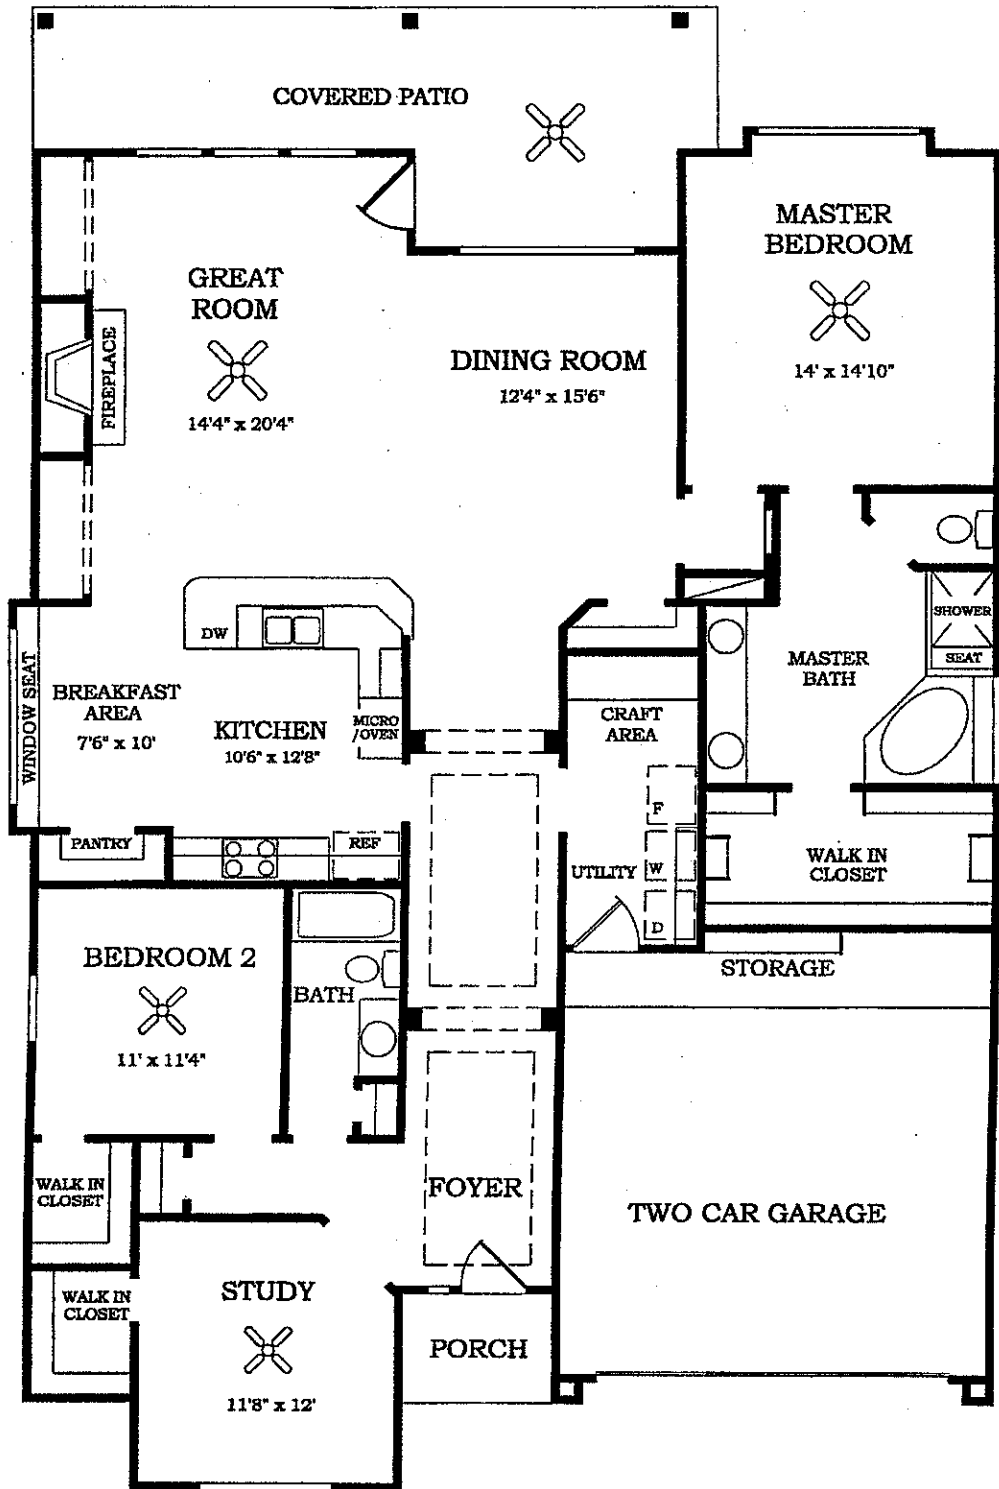 COVERED PATIO
MASTER
BEDROOM
14' x 14'10"
GREAT
ROOM
14'4" x 20'4"
FIREPLACE
DINING ROOM
12'4" x 15'6"
SHOWER
SEAT
MASTER
BATH
DW
WINDOW SEAT
BREAKFAST
AREA
7'6" x 10'
KITCHEN
10'6" x 12'8"
MICRO
/OVEN
CRAFT
AREA
F
W
D
UTILITY
PANTRY
REF
WALK IN
CLOSET
STORAGE
BEDROOM 2
11' x 11'4"
BATH
WALK IN
CLOSET
FOYER
TWO CAR GARAGE
WALK IN
CLOSET
STUDY
11'8" x 12'
PORCH